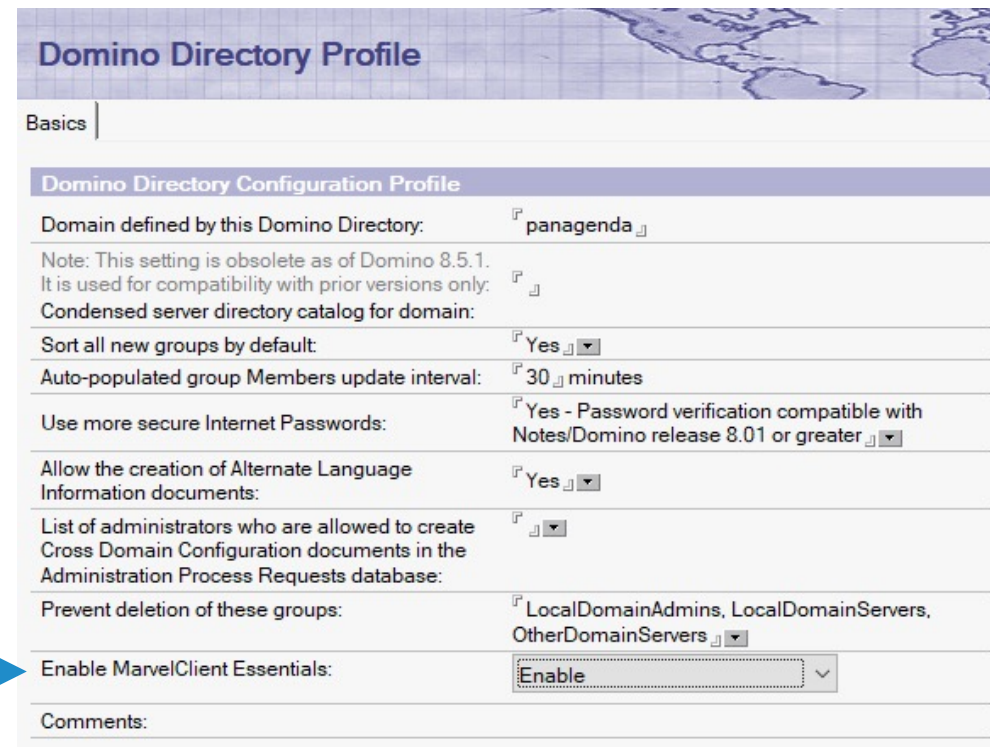 Domino Directory Profile
Basics
Domino Directory Configuration Profile
Domain defined by this Domino Directory:
panagenda
Note: This setting is obsolete as of Domino 8.5.1.
It is used for compatibility with prior versions only:
Condensed server directory catalog for domain:
Sort all new groups by default:
Yes
Auto-populated group Members update interval:
30 minutes
Use more secure Internet Passwords:
Yes - Password verification compatible with
Notes/Domino release 8.01 or greater
Allow the creation of Alternate Language
Information documents:
Yes
List of administrators who are allowed to create
Cross Domain Configuration documents in the
Administration Process Requests database:
Prevent deletion of these groups:
LocalDomainAdmins, LocalDomainServers,
OtherDomainServers
Enable MarvelClient Essentials:
Enable
Comments: